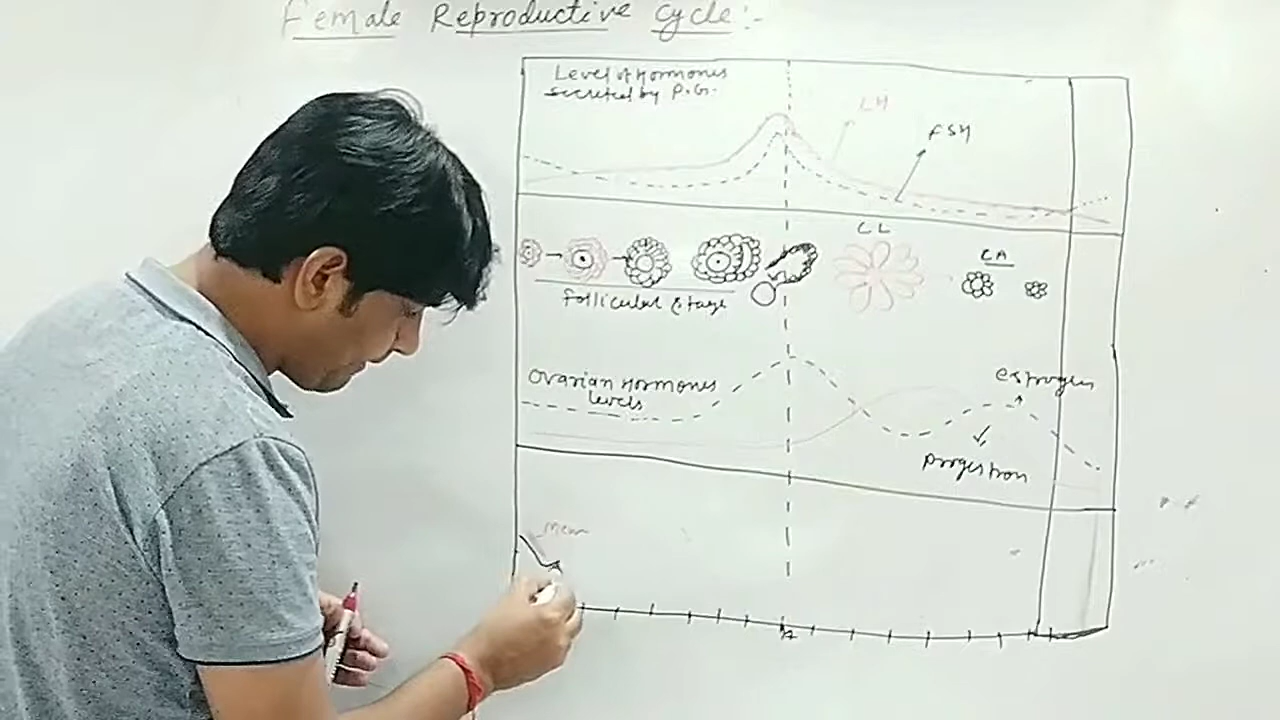 Female Reproductive Cycle:-
Level of Hormones
secreted by P.G.
LH
FSH
CL
CA
Follicular Stage
Ovarian Hormones
levels
estrogen
progestron
Men